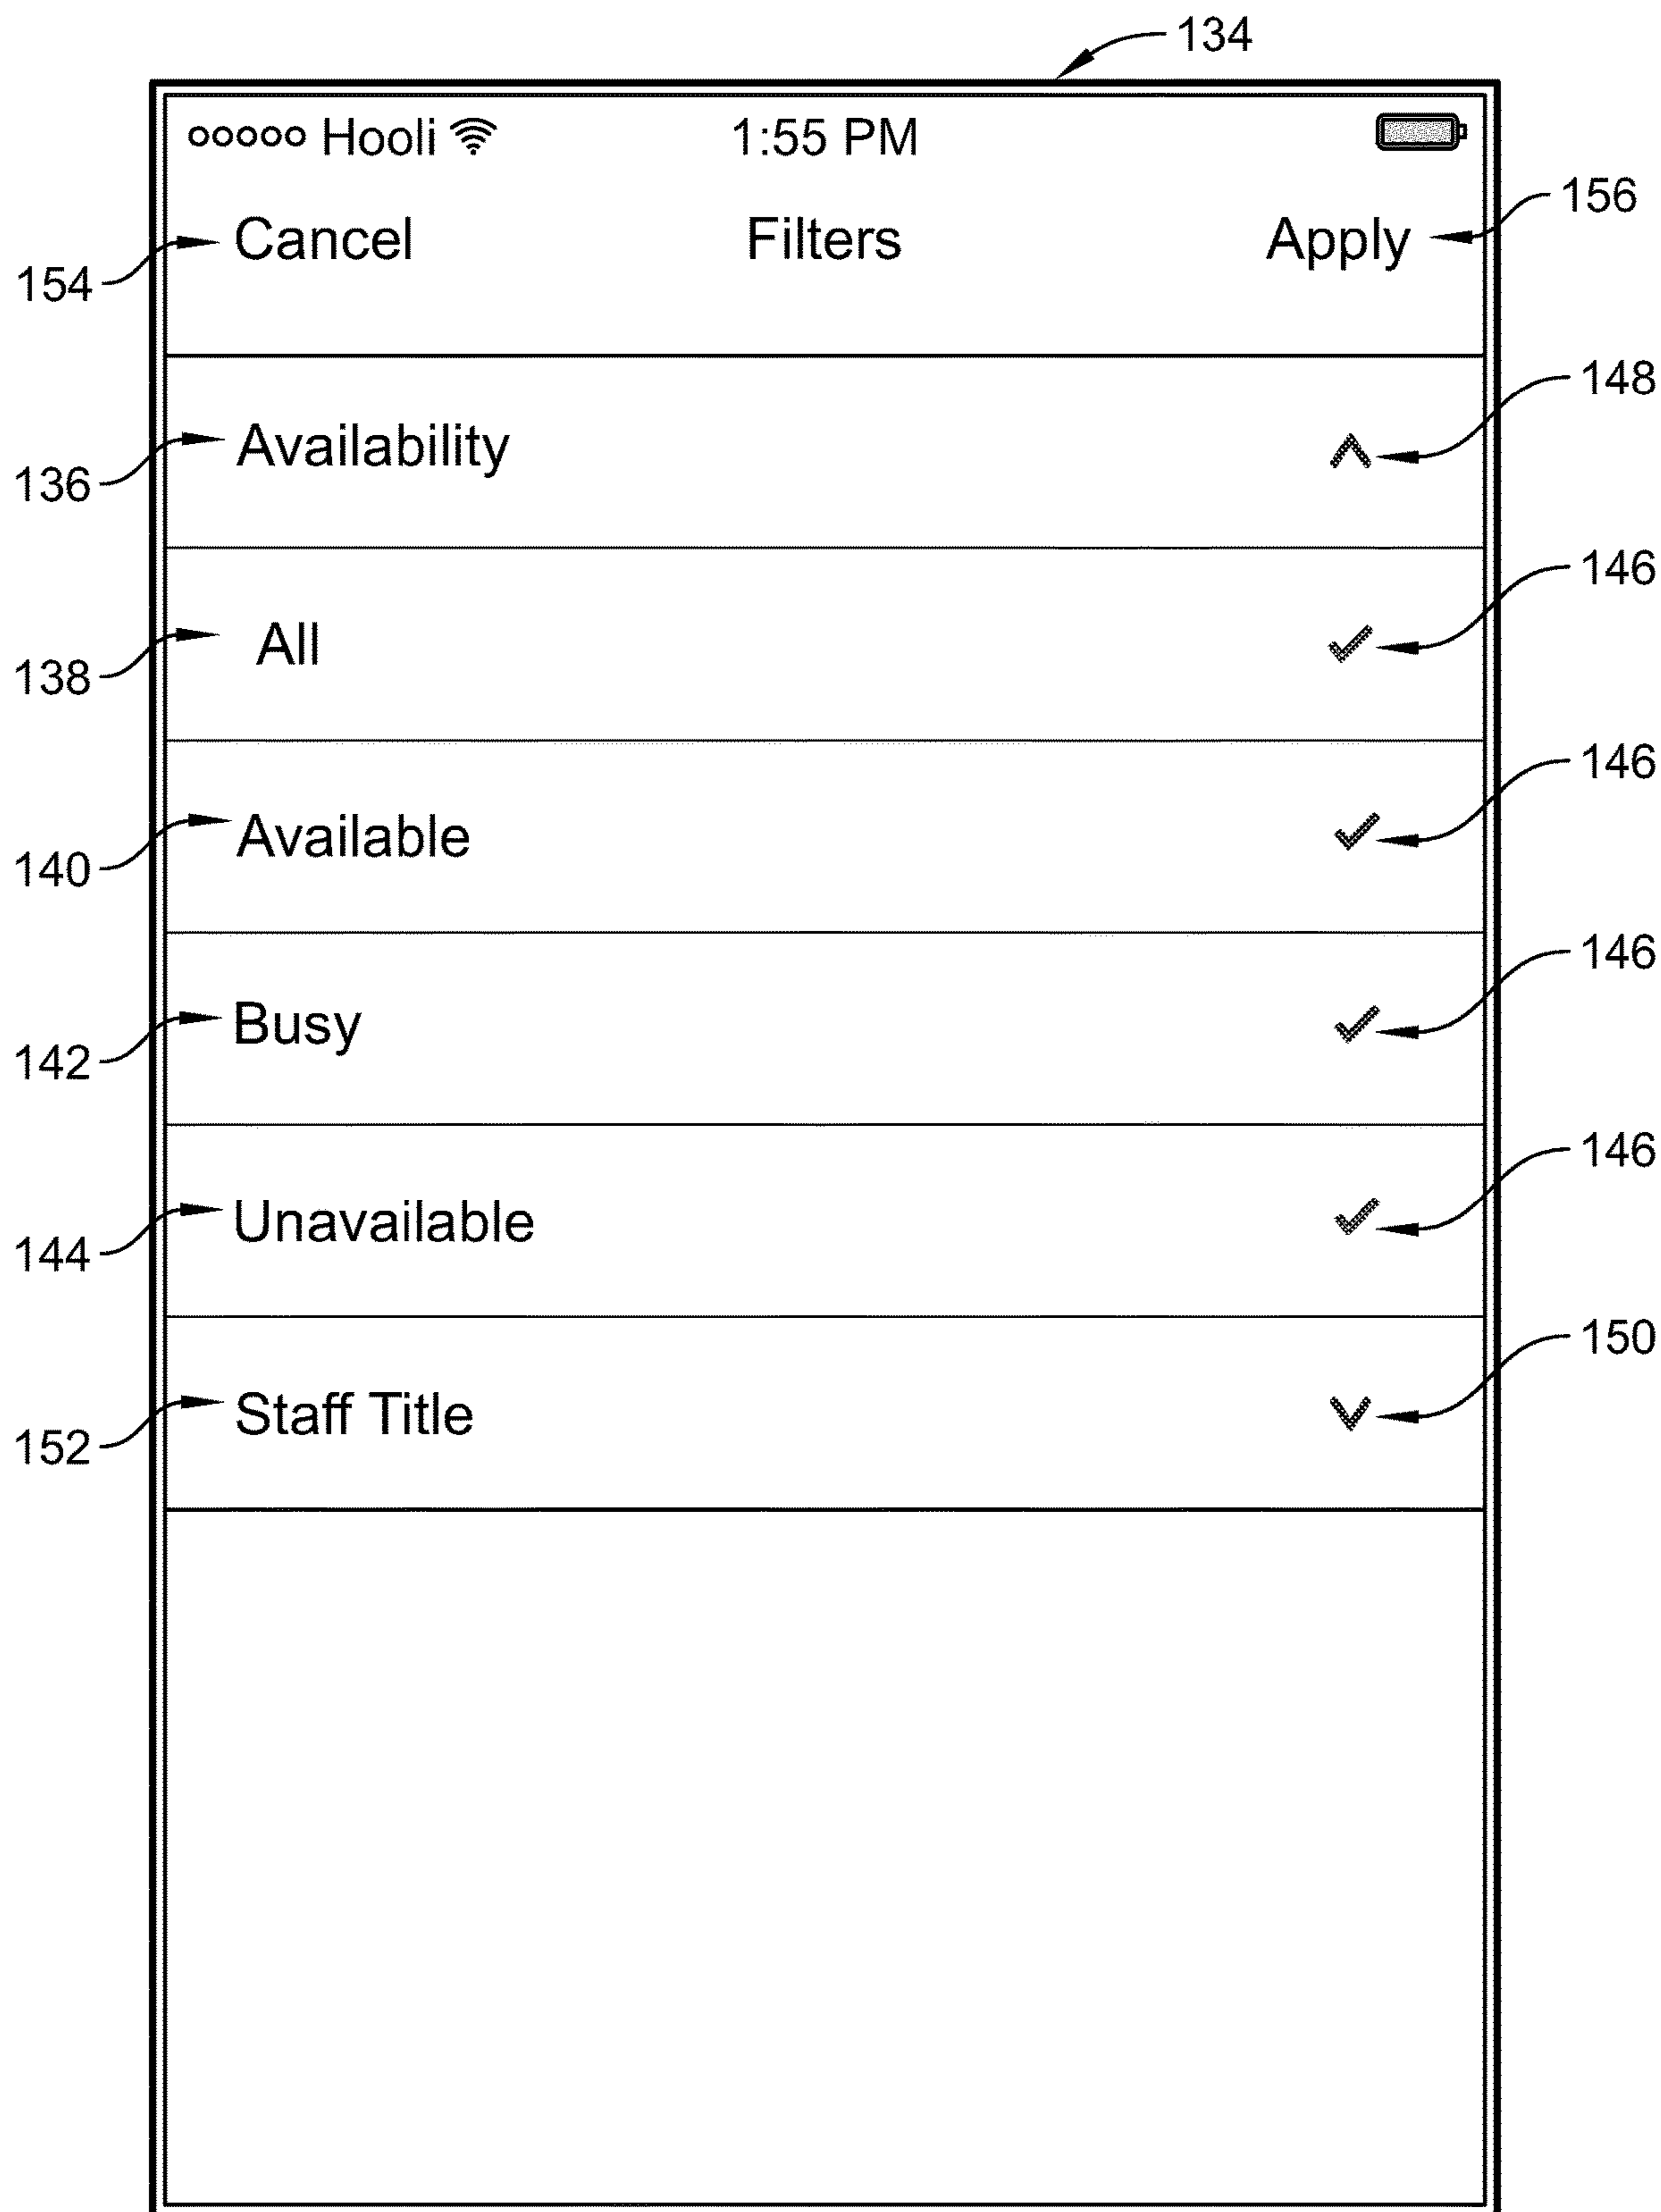 134
ooooo Hooli 1:55 PM
156
Cancel Filters Apply
154
148
Availability
136
146
All
138
146
Available
140
146
Busy
142
146
Unavailable
144
150
Staff Title
152